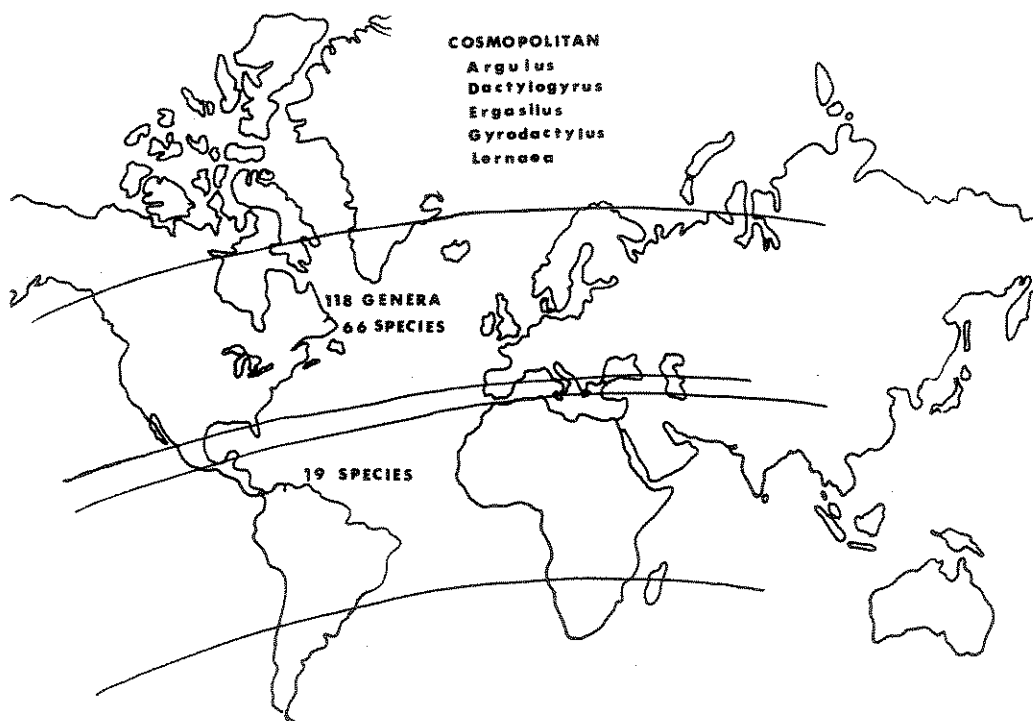 COSMOPOLITAN
Argulus
Dactylogyrus
Ergasilus
Gyrodactylus
Lernaea
118 GENERA
66 SPECIES
19 SPECIES